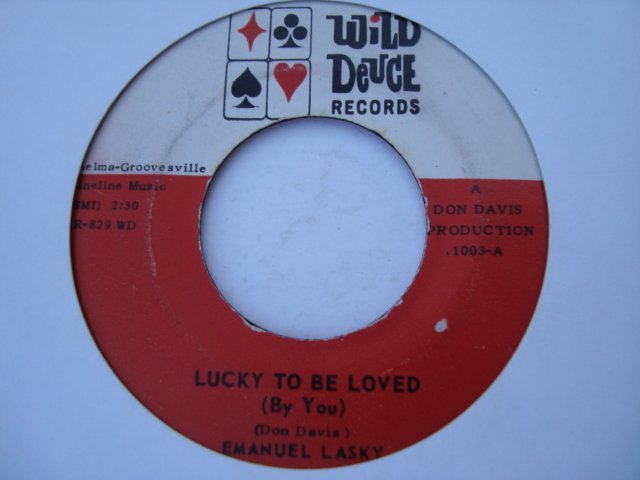 WiLD
DeUCE
RECORDS
elma-Groovesville
ineline Music
BMI) 2:30
R-829 WD
A
DON DAVIS
PRODUCTION
1003-A
LUCKY TO BE LOVED
(By You)
(Don Davis)
EMANUEL LASKY